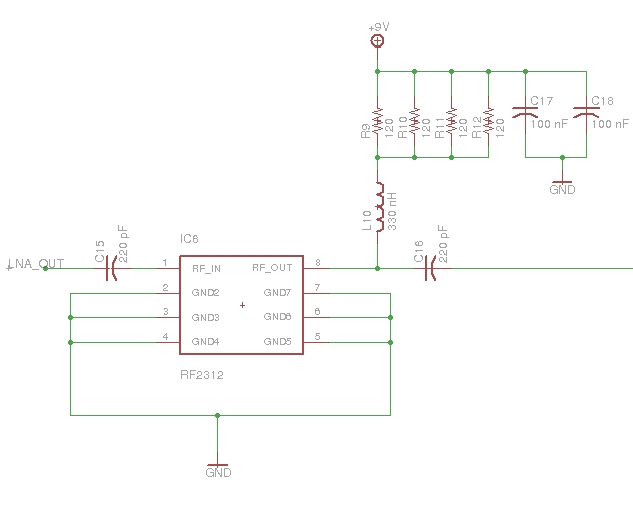 +9V
R9
120
R10
120
R11
120
R12
120
C17
100 nF
C18
100 nF
GND
L10
330 nH
LNA_OUT
C15
220 pF
IC6
C16
220 pF
1
RF_IN
RF_OUT
8
2
GND2
GND7
7
3
GND3
GND6
6
4
GND4
GND5
5
RF2312
GND